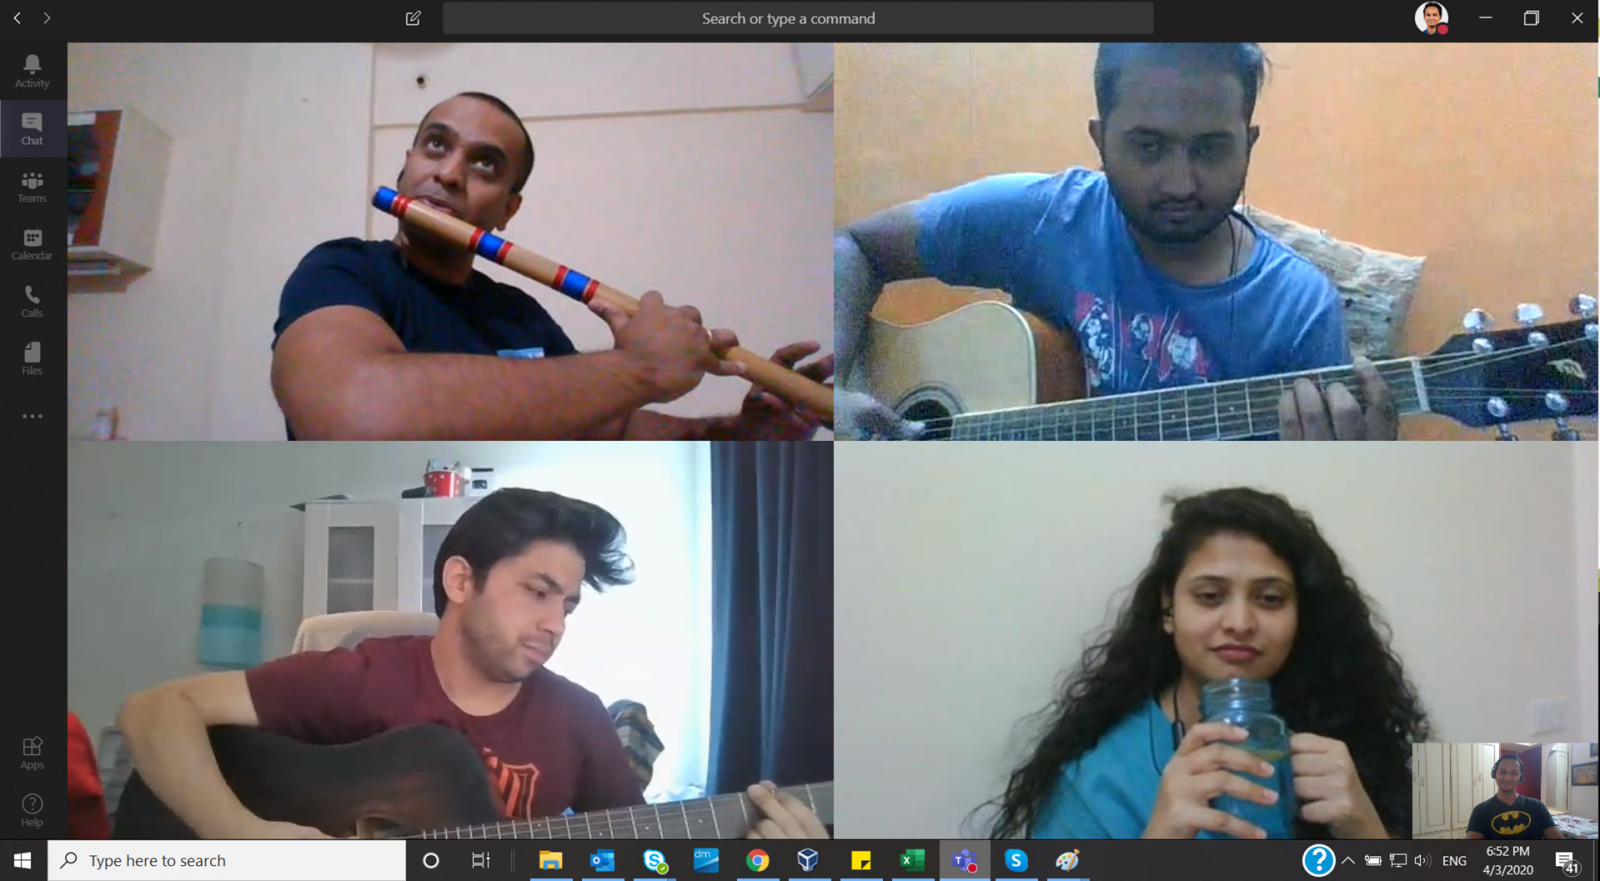 Search or type a command
Activity
Chat
Teams
Calendar
Calls
Files
Apps
Help
Type here to search
dm
ENG
6:52 PM
4/3/2020
41